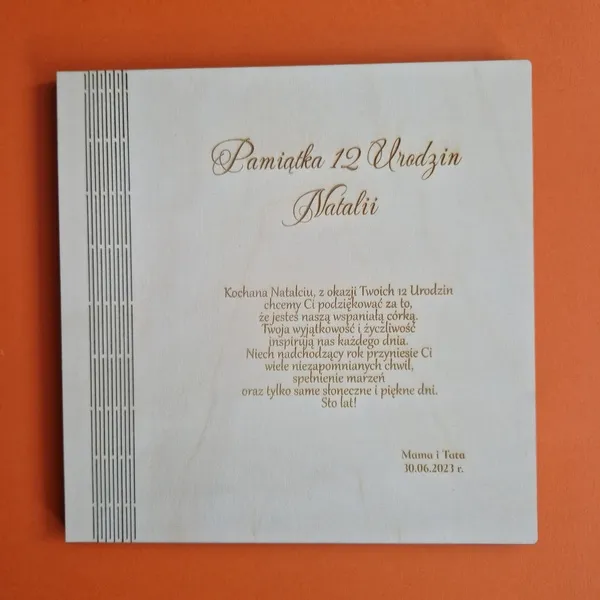 Pamiątka 12 Urodzin
Natalii
Kochana Natalciu, z okazji Twoich 12 Urodzin
chcemy Ci podziękować za to,
że jesteś naszą wspaniałą córką.
Twoja wyjątkowość i życzliwość
inspirują nas każdego dnia.
Niech nadchodzący rok przyniesie Ci
wiele niezapomnianych chwil,
spełnienie marzeń
oraz tylko same słoneczne i piękne dni.
Sto lat!
Mama i Tata
30.06.2023 r.